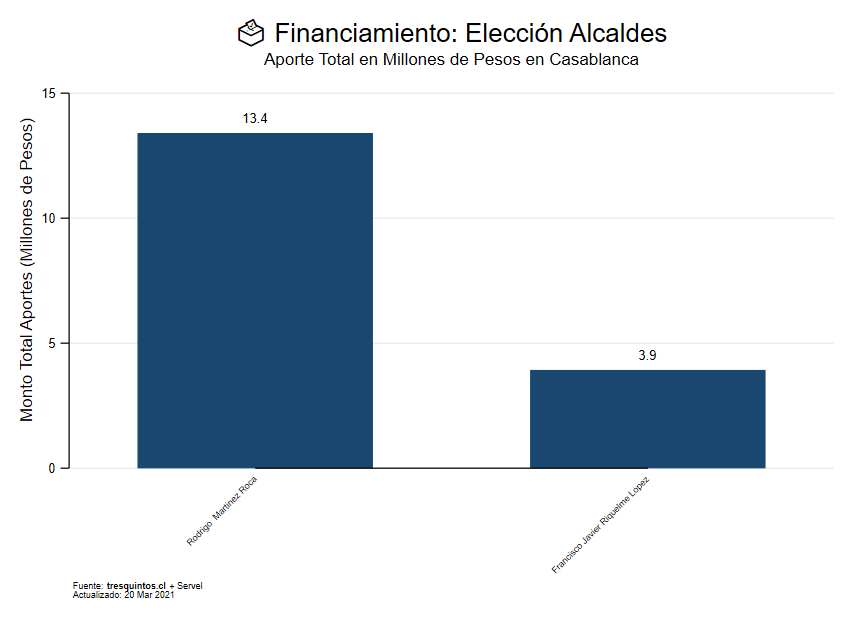 Financiamiento: Elección Alcaldes
Aporte Total en Millones de Pesos en Casablanca
Monto Total Aportes (Millones de Pesos)
15
10
5
0
13.4
3.9
Rodrigo Martinez Roca
Francisco Javier Riquelme Lopez
Fuente: tresquintos.cl + Servel
Actualizado: 20 Mar 2021